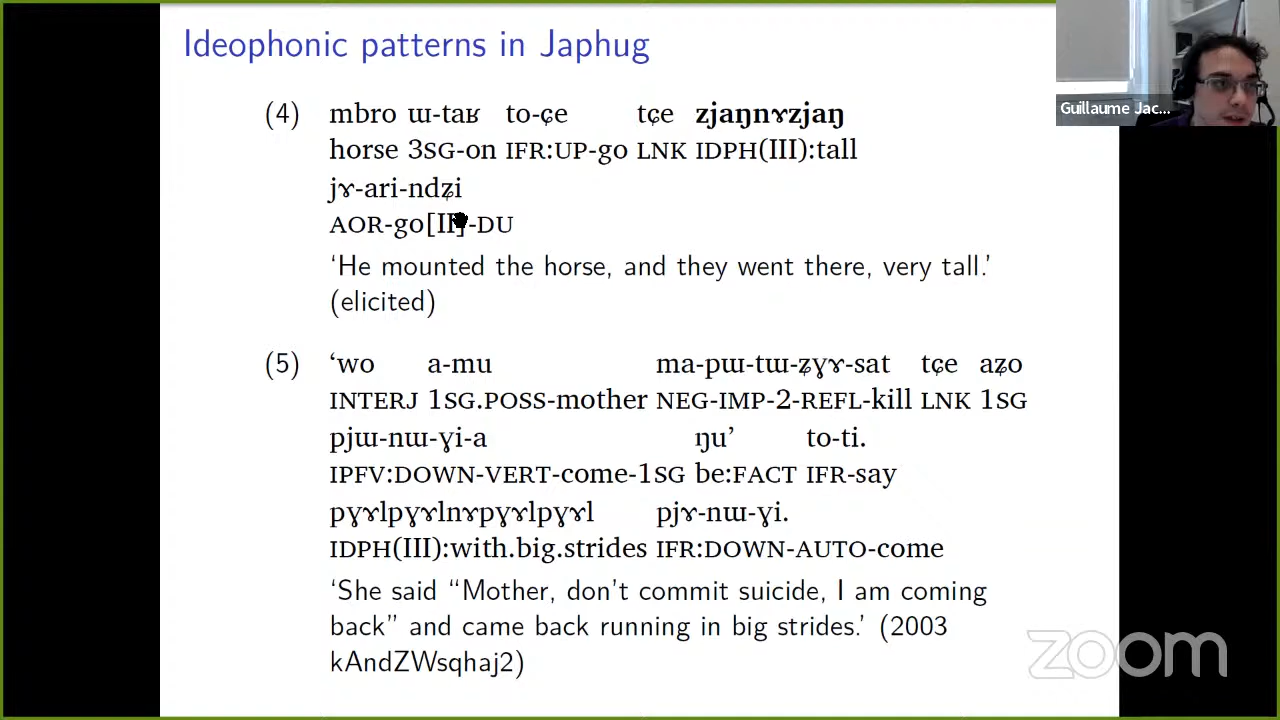 Ideophonic patterns in Japhug
Guillaume Jac...
(4) mbro ɯ-taʁ to-ɕe tɕe zjaŋnɤzjaŋ
horse 3SG-on IFR:UP-go LNK IDPH(III):tall
jɤ-ari-ndʑi
AOR-go[II]-DU
‘He mounted the horse, and they went there, very tall.’
(elicited)
(5) ‘wo a-mu ma-pɯ-tɯ-ʑɣɤ-sat tɕe aʑo
INTERJ 1SG.POSS-mother NEG-IMP-2-REFL-kill LNK 1SG
pjɯ-nɯ-ɣi-a ŋu’ to-ti.
IPFV:DOWN-VERT-come-1SG be:FACT IFR-say
pɣɤlpɣɤlnɤpɣɤlpɣɤl pjɤ-nɯ-ɣi.
IDPH(III):with.big.strides IFR:DOWN-AUTO-come
‘She said “Mother, don’t commit suicide, I am coming
back” and came back running in big strides.’ (2003
kAndZWsqhaj2)
zoom